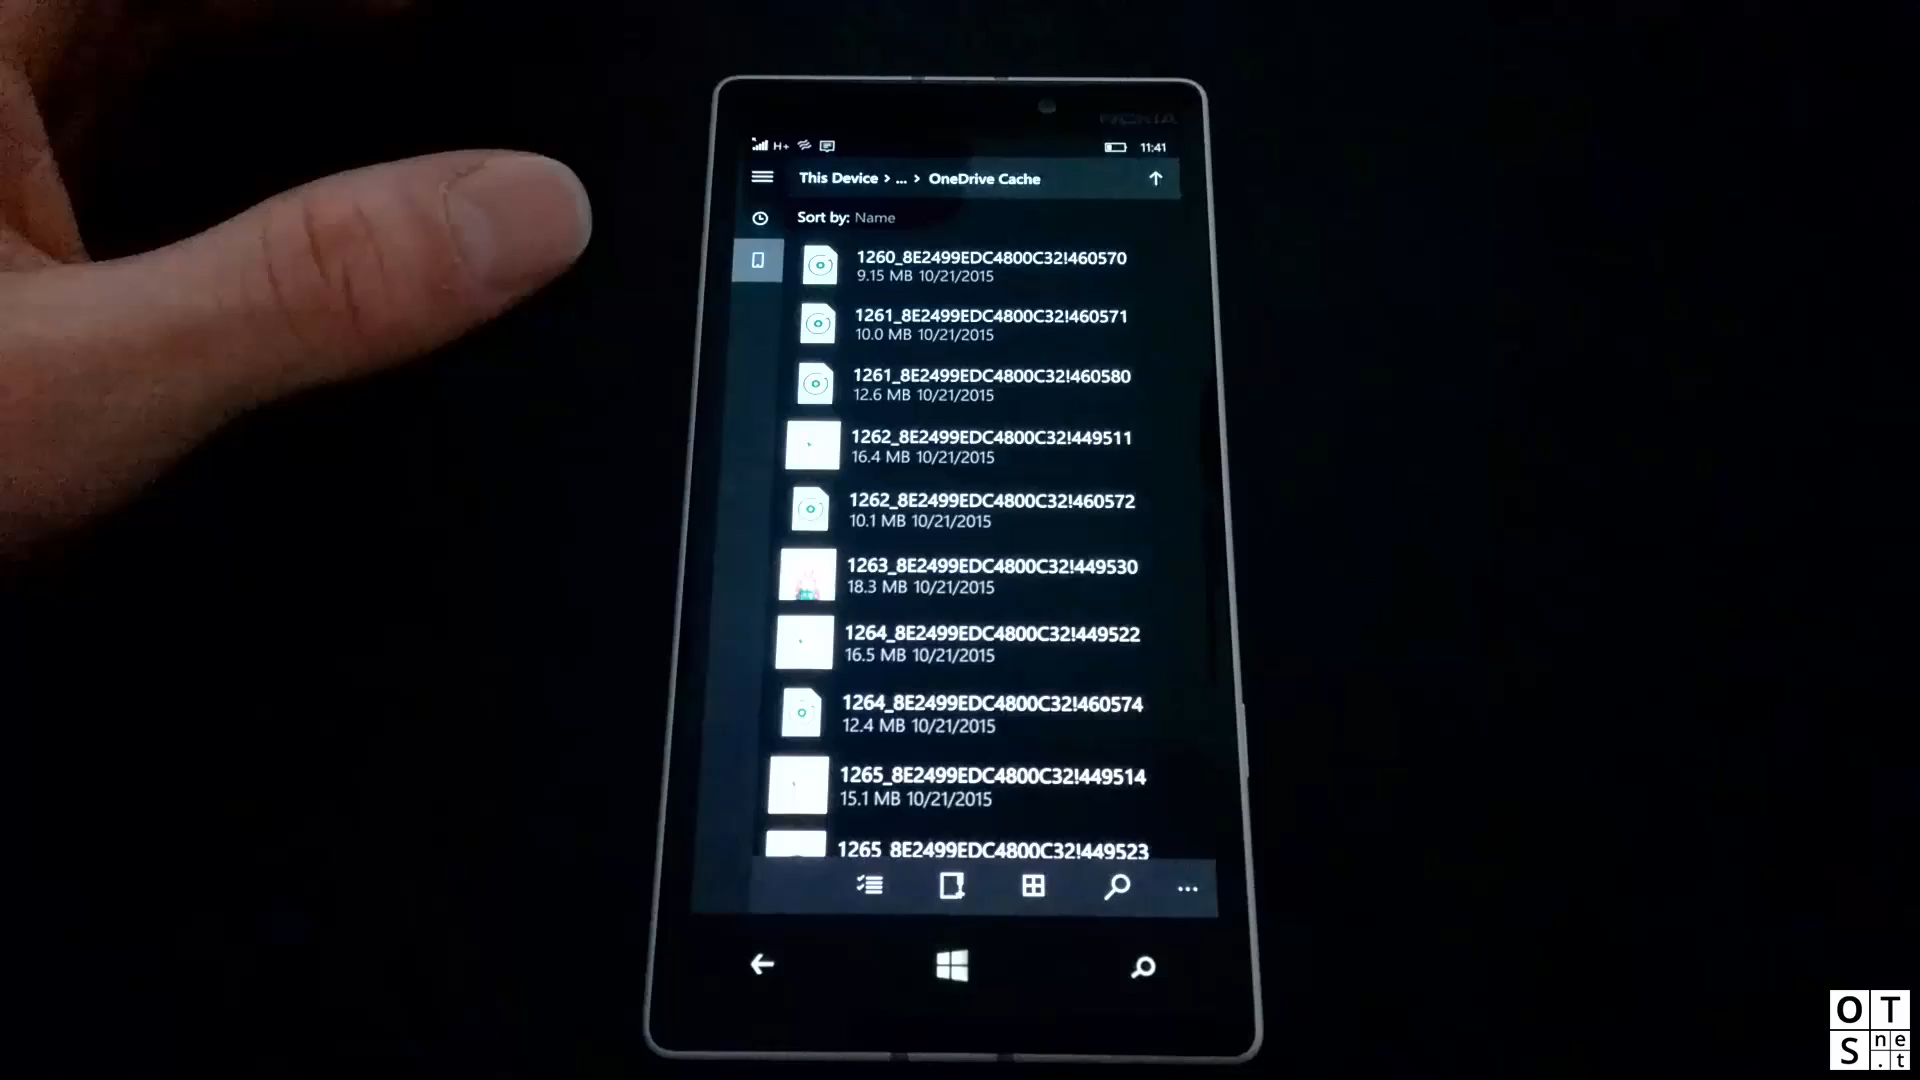 NOKIA
H+ 11:41
This Device > ... > OneDrive Cache
Sort by: Name
1260_8E2499EDC4800C32!460570
9.15 MB 10/21/2015
1261_8E2499EDC4800C32!460571
10.0 MB 10/21/2015
1261_8E2499EDC4800C32!460580
12.6 MB 10/21/2015
1262_8E2499EDC4800C32!449511
16.4 MB 10/21/2015
1262_8E2499EDC4800C32!460572
10.1 MB 10/21/2015
1263_8E2499EDC4800C32!449530
18.3 MB 10/21/2015
1264_8E2499EDC4800C32!449522
16.5 MB 10/21/2015
1264_8E2499EDC4800C32!460574
12.4 MB 10/21/2015
1265_8E2499EDC4800C32!449514
15.1 MB 10/21/2015
1265_8E2499EDC4800C32!449523
...
OT
S net